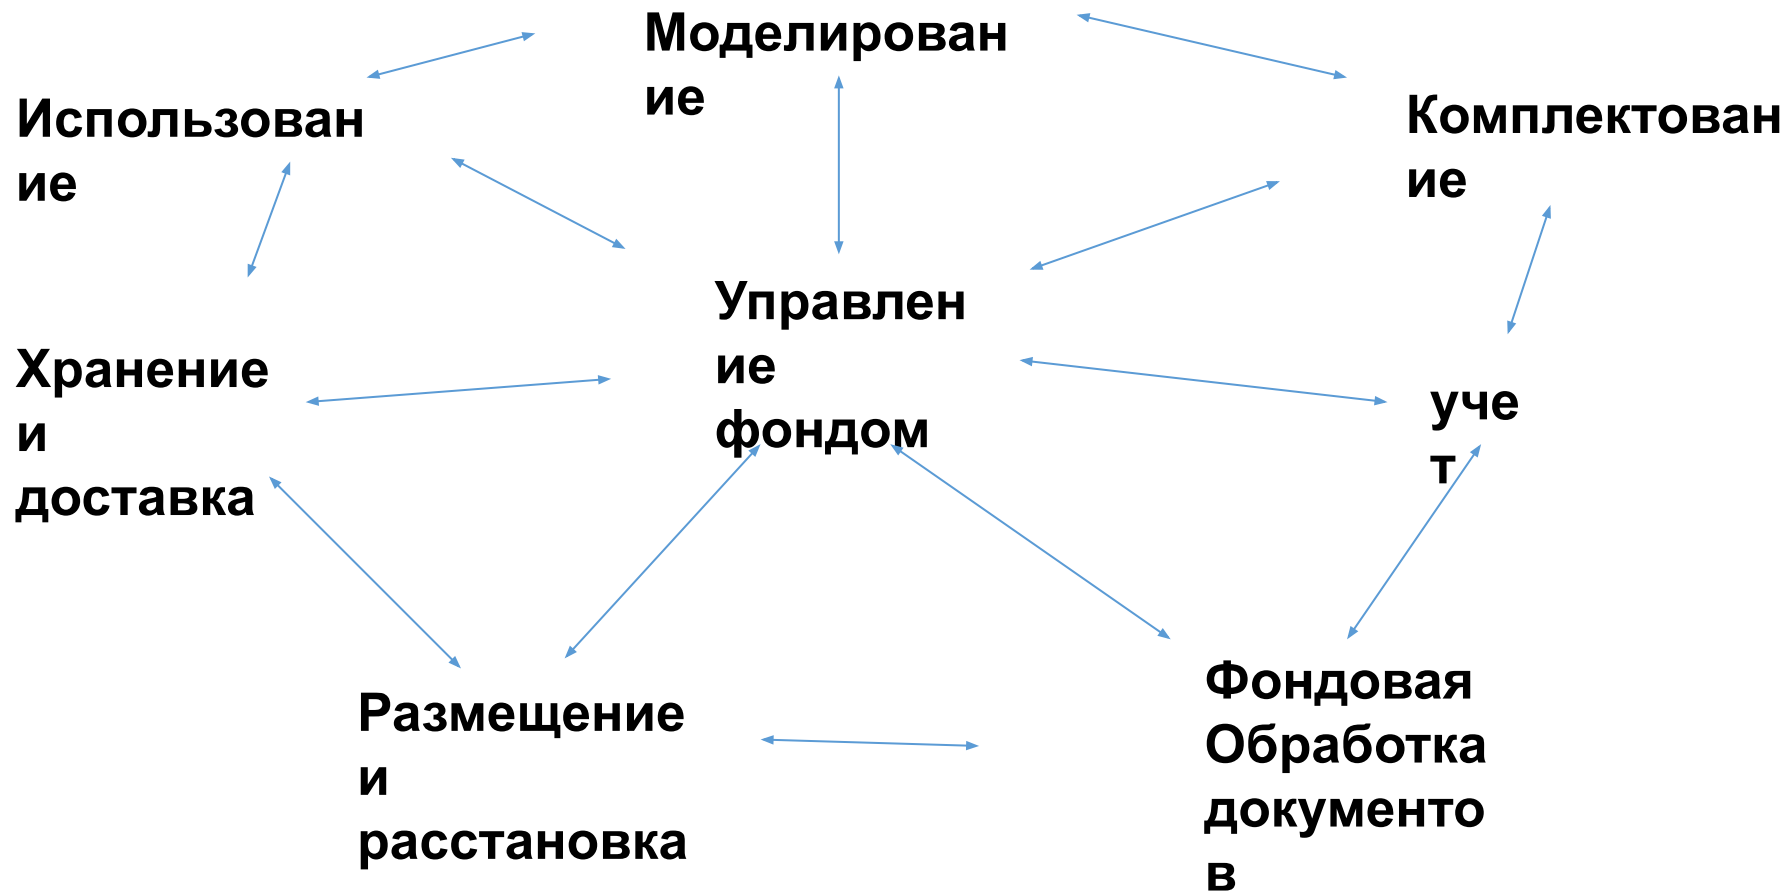 Моделирован
ие
Использован
ие
Комплектован
ие
Управлен
ие
фондом
Хранение
и
доставка
уче
т
Размещение
и
расстановка
Фондовая
Обработка
документо
в